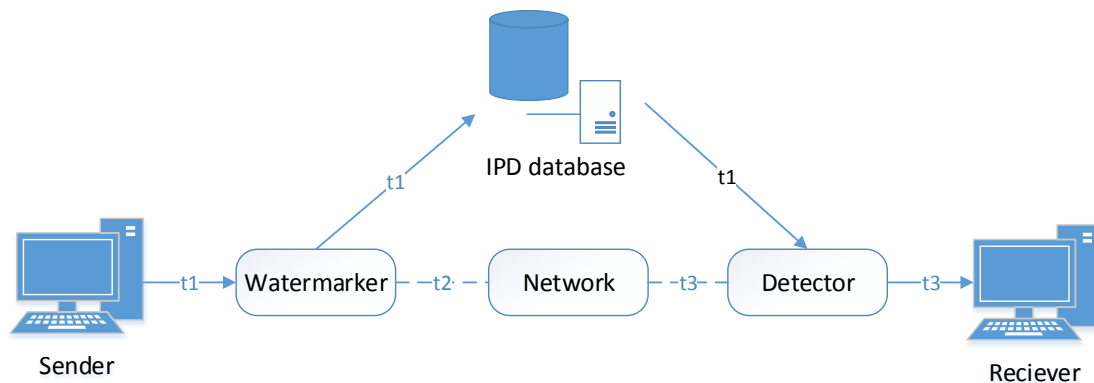 IPD database
t1
t1
t1
Watermarker
t2
Network
t3
Detector
t3
Sender
Reciever